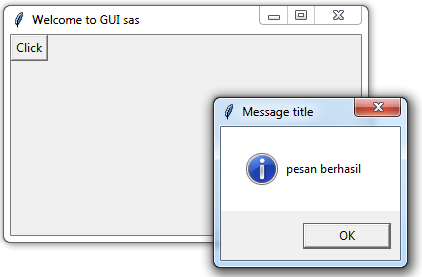 Welcome to GUI sas
Click
Message title
pesan berhasil
OK